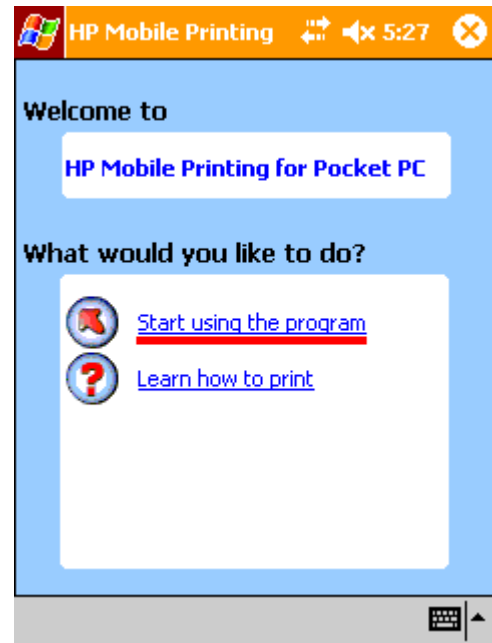 HP Mobile Printing 5:27
Welcome to
HP Mobile Printing for Pocket PC
What would you like to do?
Start using the program
Learn how to print